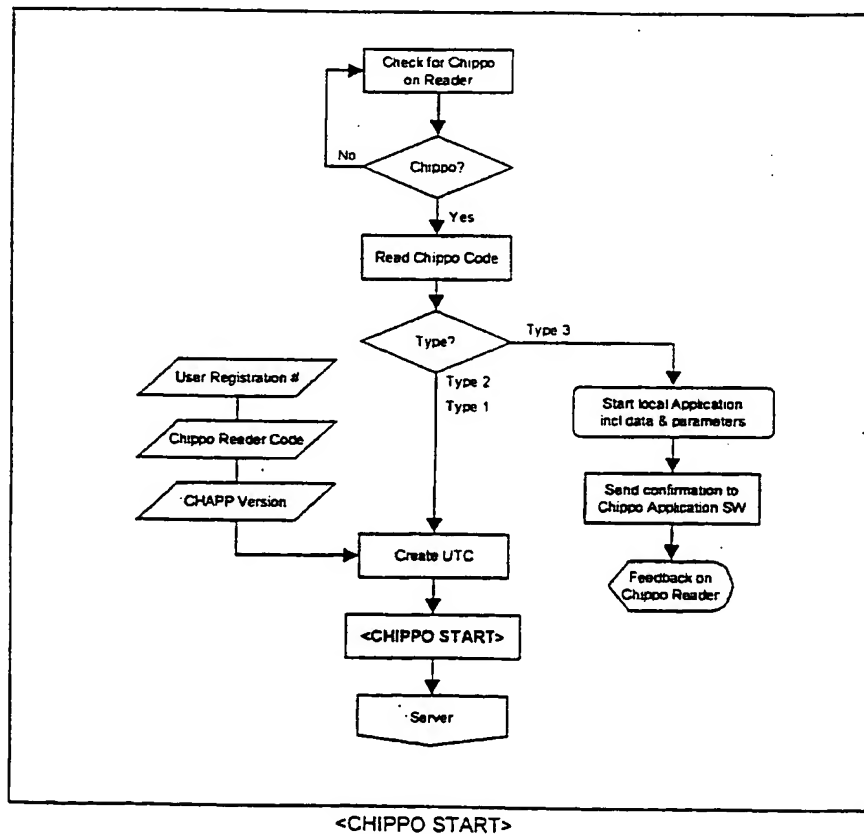 Check for Chippo
on Reader
No
Chippo?
Yes
Read Chippo Code
Type?
Type 3
Type 2
Type 1
User Registration #
Chippo Reader Code
CHAPP Version
Start local Application
incl data & parameters
Send confirmation to
Chippo Application SW
Create UTC
Feedback on
Chippo Reader
<CHIPPO START>
Server
<CHIPPO START>